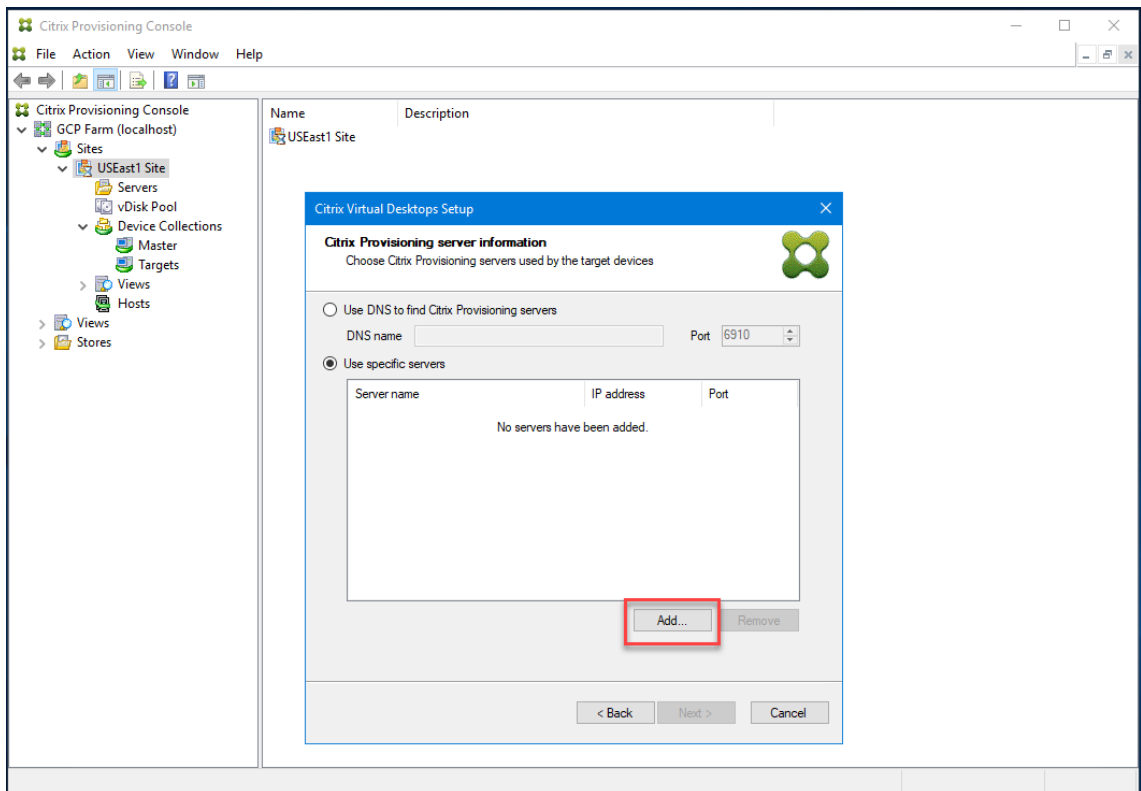 Citrix Provisioning Console
File Action View Window Help
Citrix Provisioning Console
GCP Farm (localhost)
Sites
USEast1 Site
Servers
vDisk Pool
Device Collections
Master
Targets
Views
Hosts
Views
Stores
Name Description
USEast1 Site
Citrix Virtual Desktops Setup
Citrix Provisioning server information
Choose Citrix Provisioning servers used by the target devices
Use DNS to find Citrix Provisioning servers
DNS name Port 6910
Use specific servers
Server name IP address Port
No servers have been added.
Add... Remove
< Back Next > Cancel